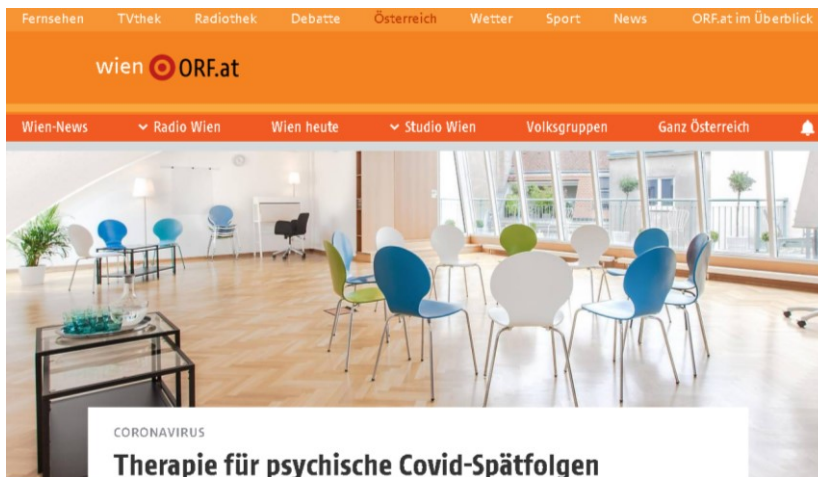 Fernsehen TVthek Radiothek Debatte Österreich Wetter Sport News ORF.at im Überblick
wien ORF.at
Wien-News Radio Wien Wien heute Studio Wien Volksgruppen Ganz Österreich
CORONAVIRUS
Therapie für psychische Covid-Spätfolgen